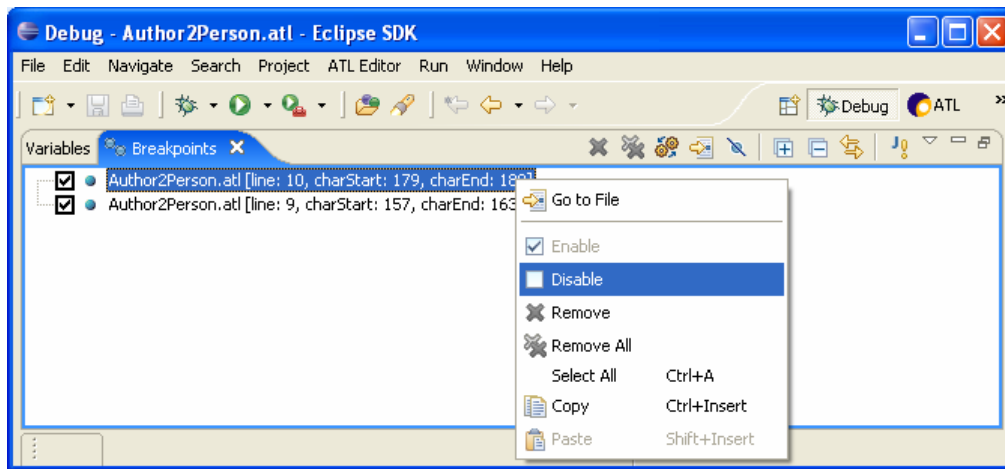 Debug - Author2Person.atl - Eclipse SDK
File Edit Navigate Search Project ATL Editor Run Window Help
Debug ATL »
Variables Breakpoints
Author2Person.atl [line: 10, charStart: 179, charEnd: 189]
Author2Person.atl [line: 9, charStart: 157, charEnd: 163
Go to File
Enable
Disable
Remove
Remove All
Select All Ctrl+A
Copy Ctrl+Insert
Paste Shift+Insert